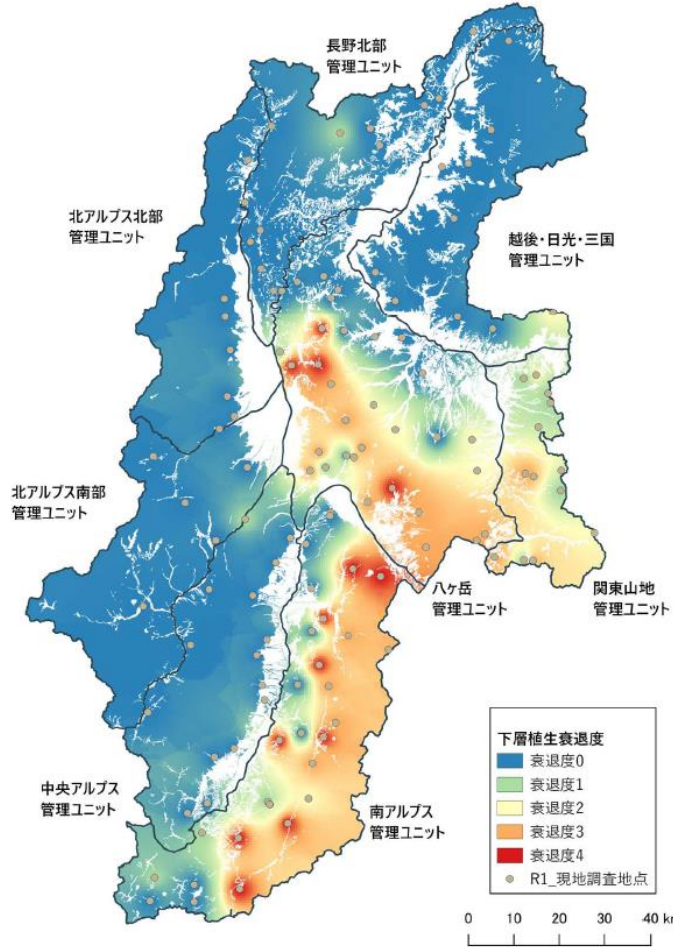 長野北部
管理ユニット
北アルプス北部
管理ユニット
越後・日光・三国
管理ユニット
北アルプス南部
管理ユニット
八ヶ岳
管理ユニット
関東山地
管理ユニット
中央アルプス
管理ユニット
南アルプス
管理ユニット
下層植生衰退度
衰退度0
衰退度1
衰退度2
衰退度3
衰退度4
R1_現地調査地点
0 10 20 30 40 km